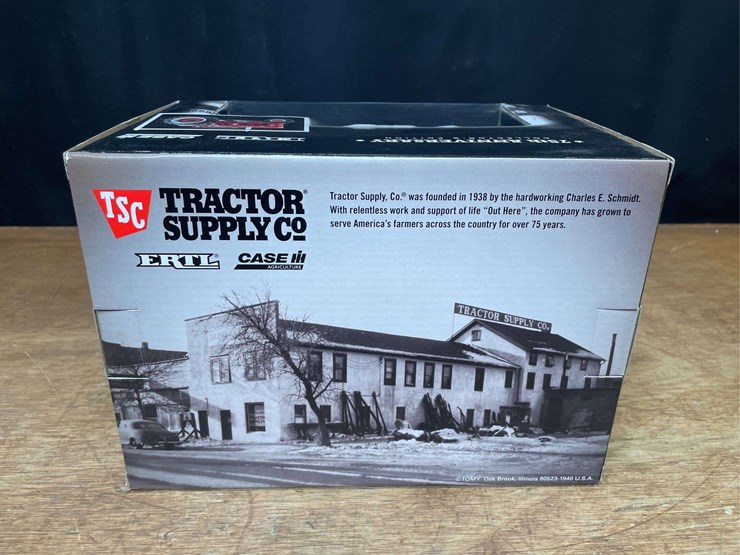 ★ 75TH ANNIVERSARY ★
TSC
TRACTOR
SUPPLY CO
Tractor Supply, Co.® was founded in 1938 by the hardworking Charles E. Schmidt.
With relentless work and support of life "Out Here", the company has grown to
serve America's farmers across the country for over 75 years.
ERTL
CASE IH
AGRICULTURE
TRACTOR SUPPLY CO.
©TOMY Oak Brook, Illinois 60523-1940 U.S.A.